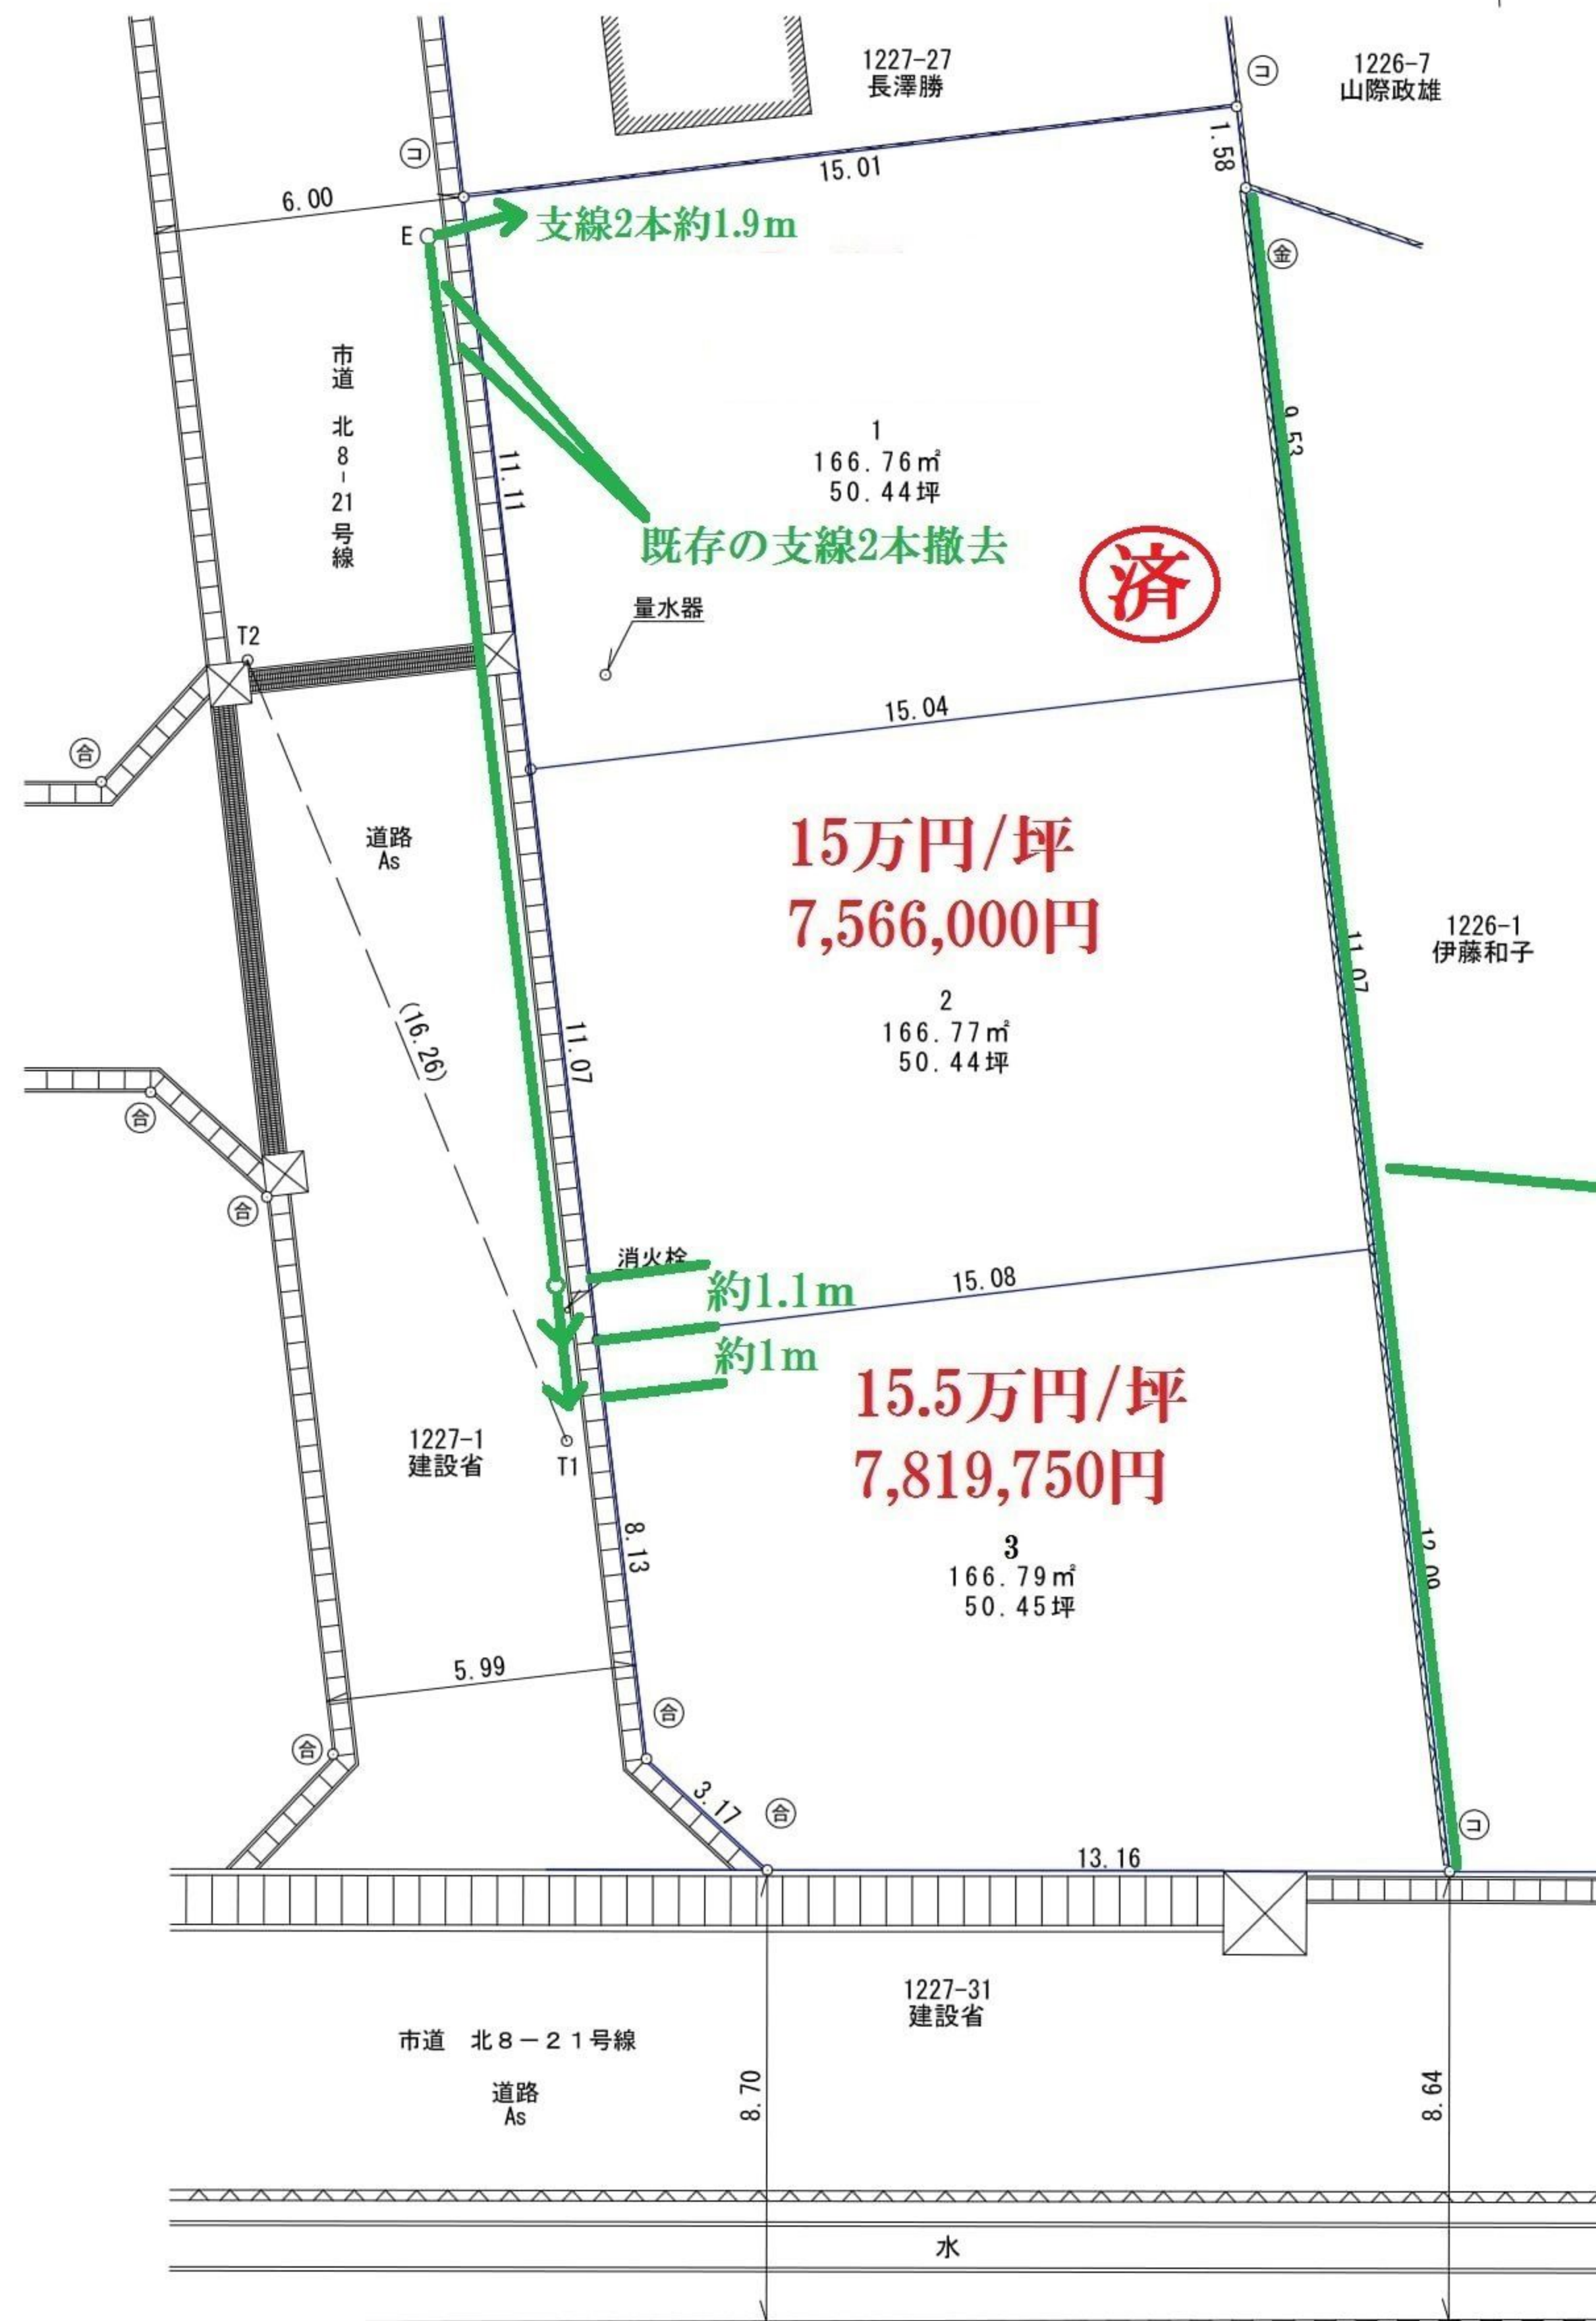 1227-27
長澤勝
1226-7
山際政雄
コ
コ
1.58
15.01
6.00
E
支線2本約1.9m
金
市道 北8-21号線
11.11
9.53
1
166.76㎡
50.44坪
既存の支線2本撤去
済
量水器
T2
15.04
合
道路
As
15万円/坪
7,566,000円
1226-1
伊藤和子
11.07
2
166.77㎡
50.44坪
(16.26)
11.07
合
合
消火栓
約1.1m
15.08
約1m
15.5万円/坪
7,819,750円
1227-1
建設省
T1
8.13
3
166.79㎡
50.45坪
12.09
5.99
合
合
3.17
合
コ
13.16
1227-31
建設省
市道 北8-21号線
道路
As
8.70
8.64
水